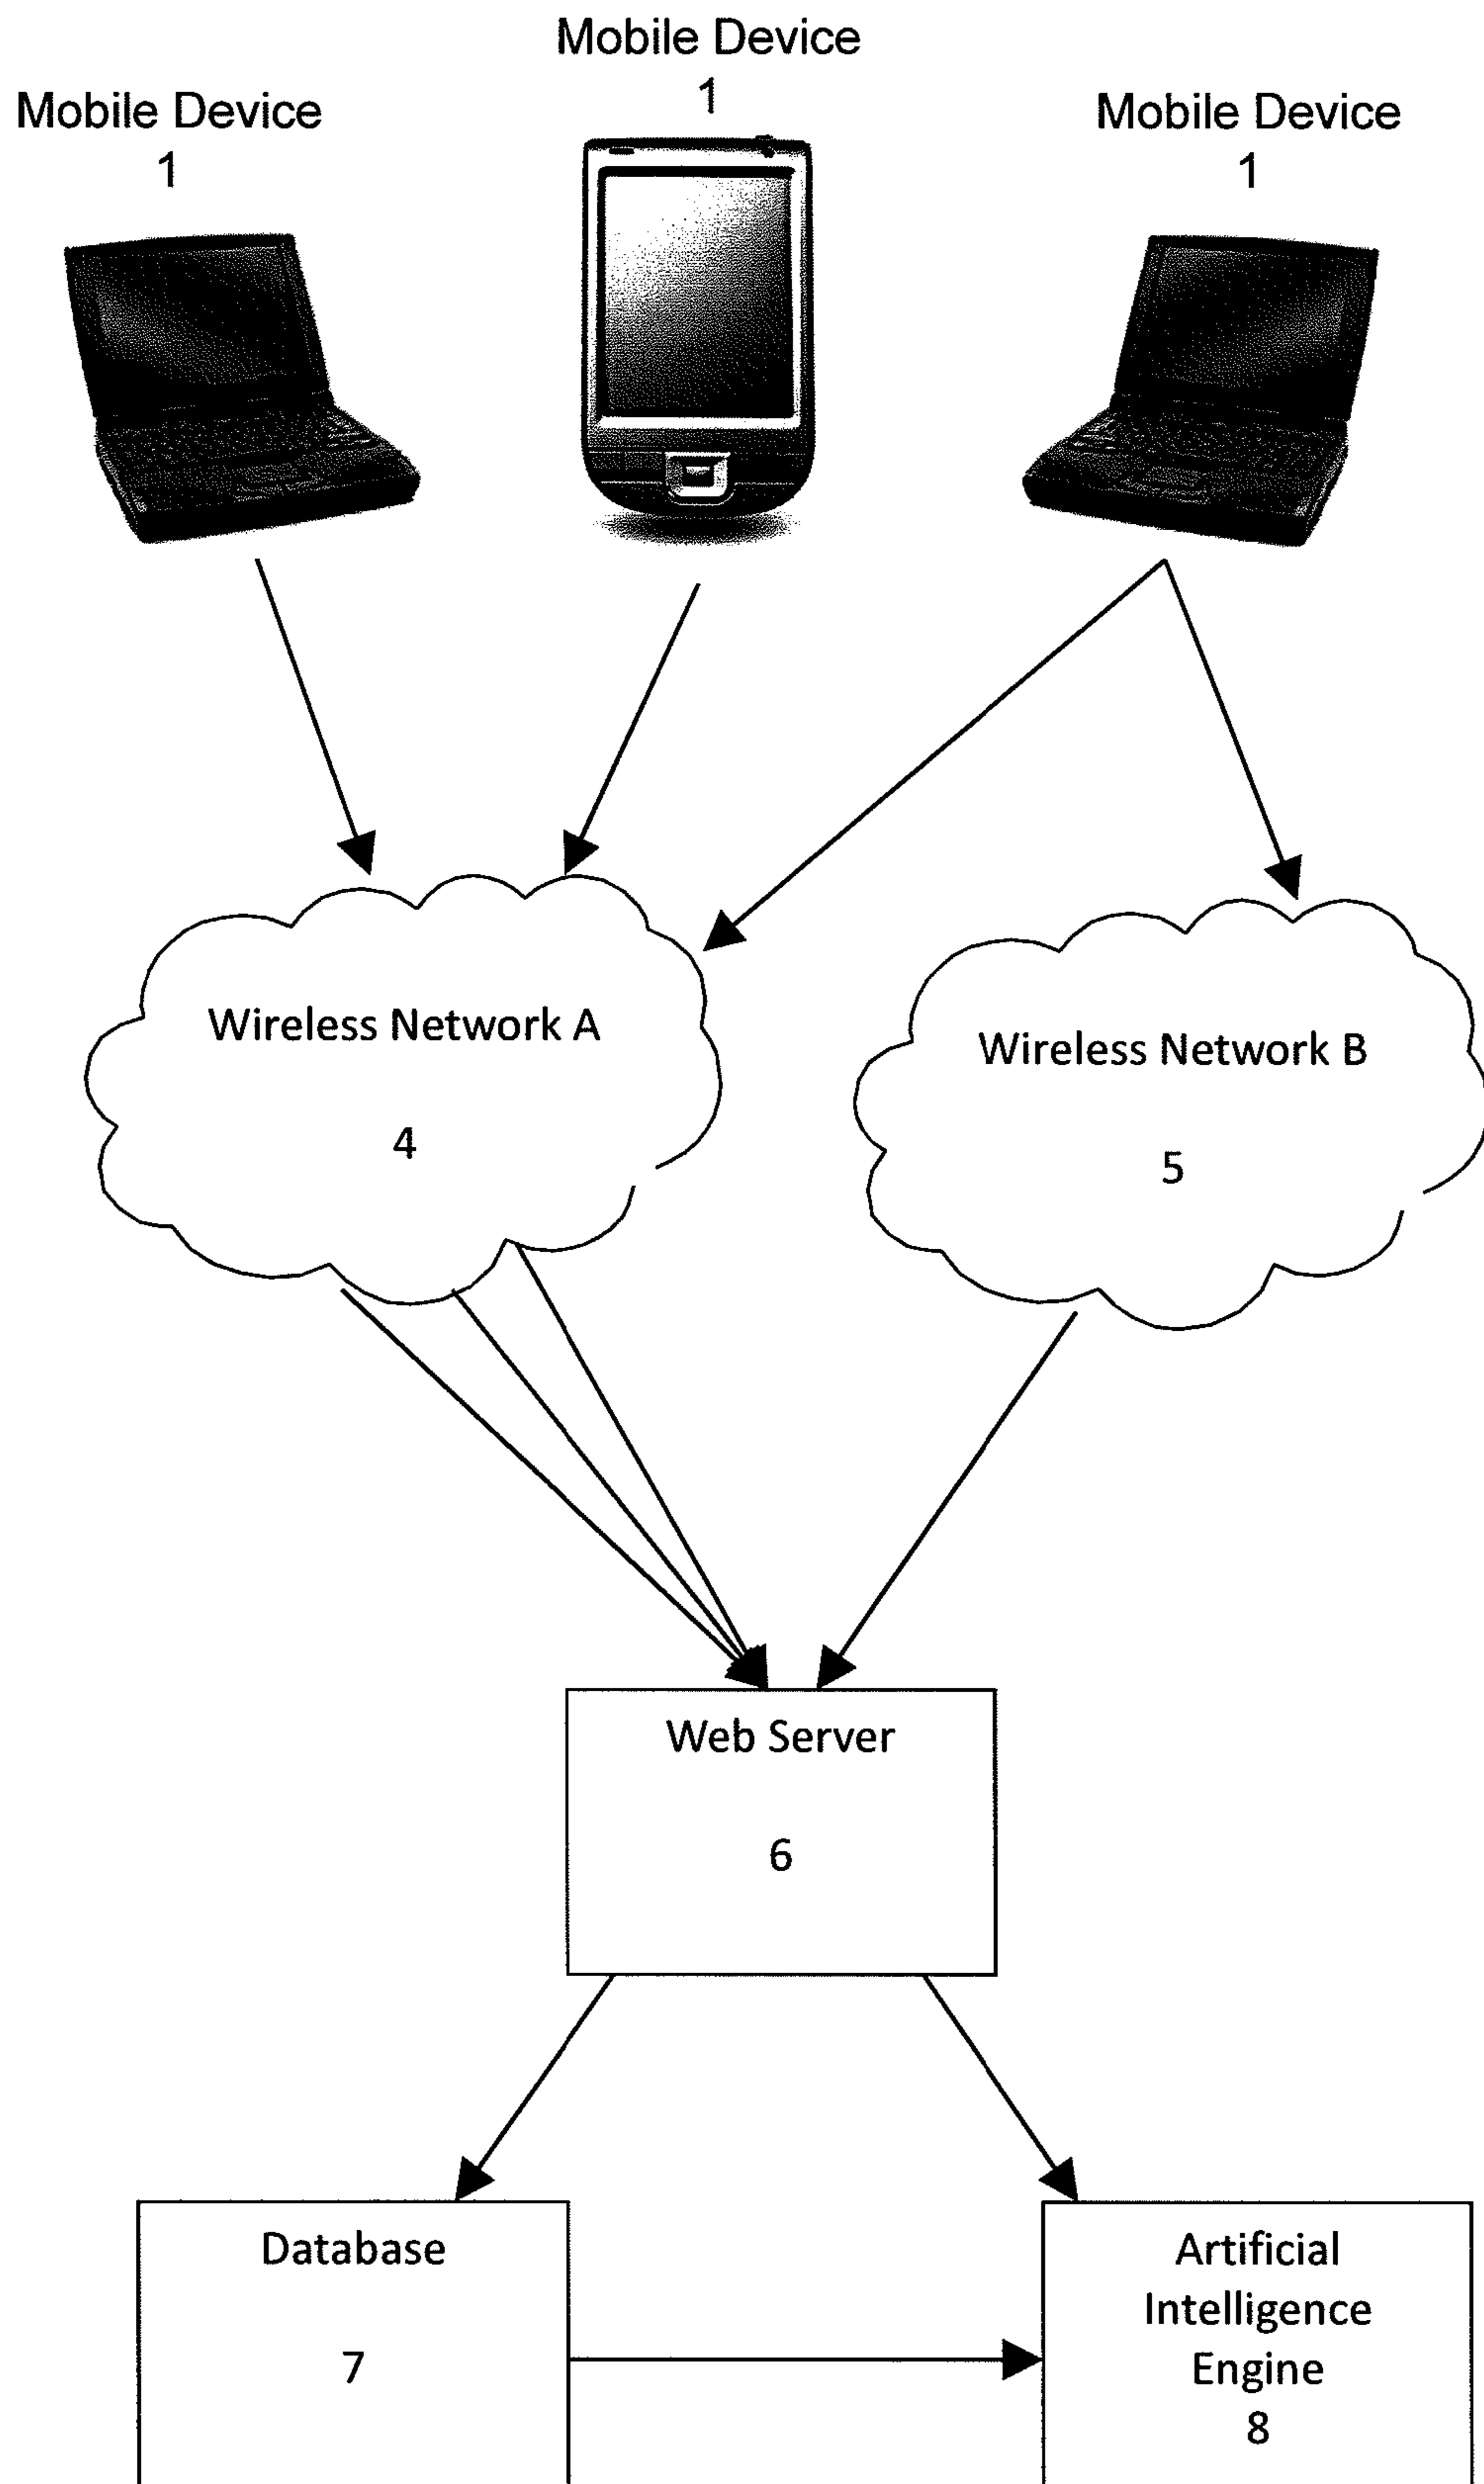 Mobile Device
1
Mobile Device
1
Mobile Device
1
Wireless Network A
4
Wireless Network B
5
Web Server
6
Database
7
Artificial
Intelligence
Engine
8